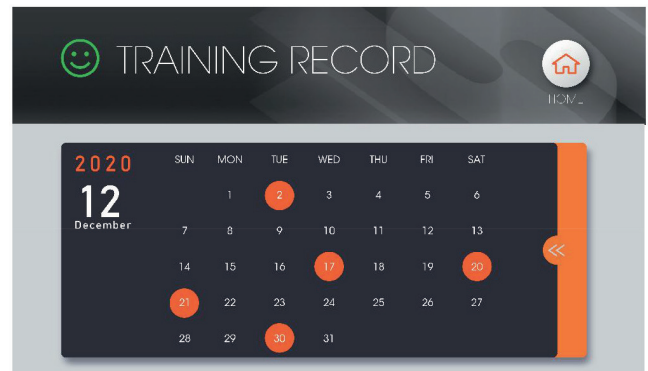 TRAINING RECORD
HOME
2020
12
December
SUN MON TUE WED THU FRI SAT
1 2 3 4 5 6
7 8 9 10 11 12 13
14 15 16 17 18 19 20
21 22 23 24 25 26 27
28 29 30 31